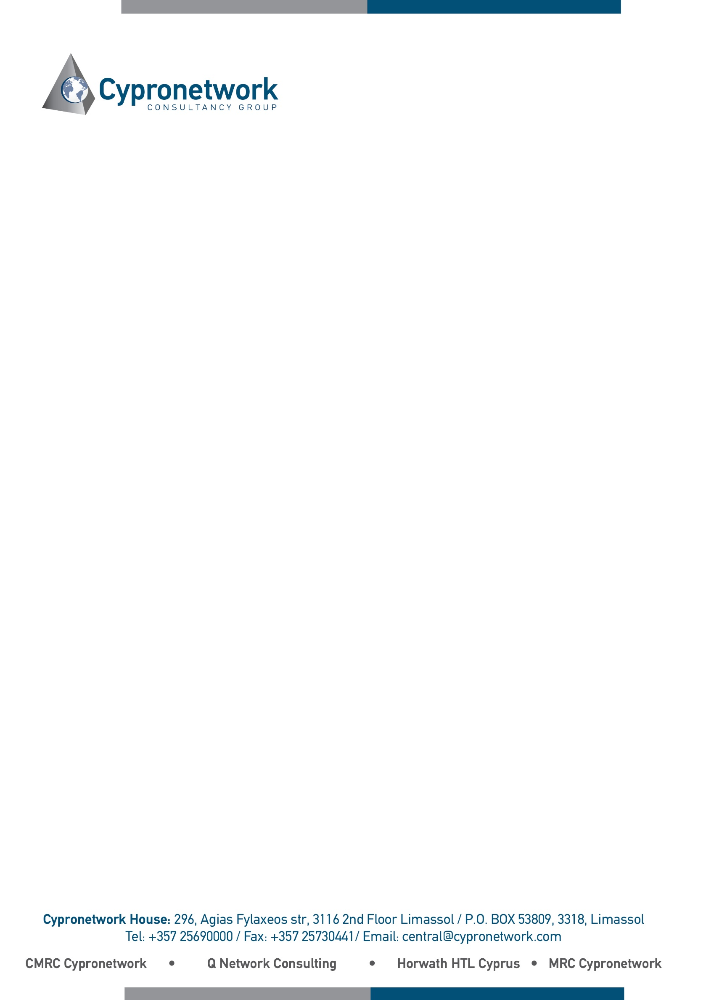 Cypronetwork
CONSULTANCY GROUP
Cypronetwork House: 296, Agias Fylaxeos str, 3116 2nd Floor Limassol / P.O. BOX 53809, 3318, Limassol
Tel: +357 25690000 / Fax: +357 25730441/ Email: central@cypronetwork.com
CMRC Cypronetwork • Q Network Consulting • Horwath HTL Cyprus • MRC Cypronetwork